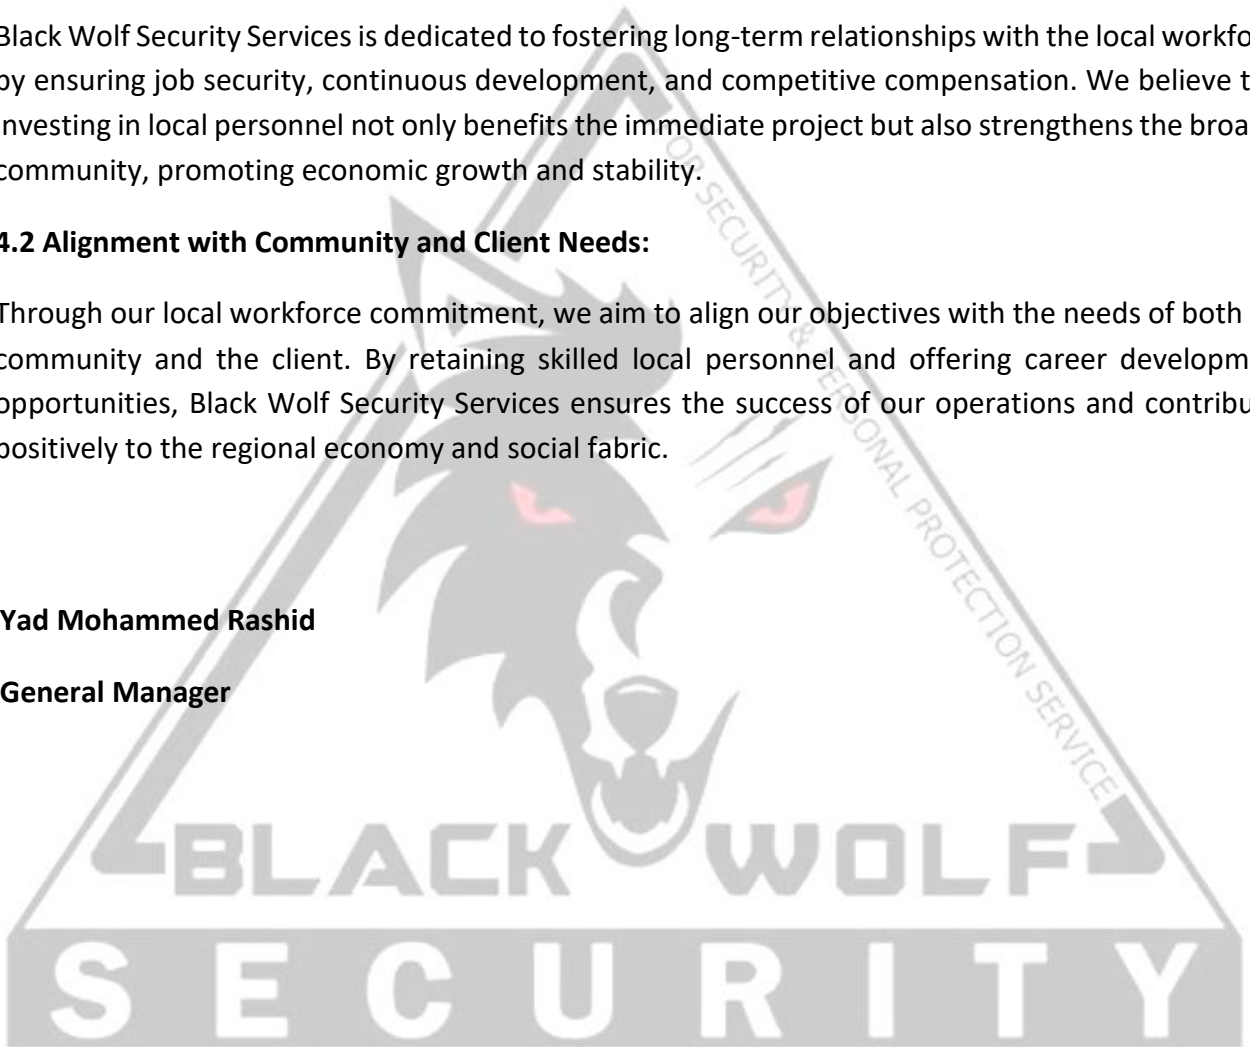 Black Wolf Security Services is dedicated to fostering long-term relationships with the local workfo
by ensuring job security, continuous development, and competitive compensation. We believe t
investing in local personnel not only benefits the immediate project but also strengthens the broa
community, promoting economic growth and stability.
4.2 Alignment with Community and Client Needs:
Through our local workforce commitment, we aim to align our objectives with the needs of both
community and the client. By retaining skilled local personnel and offering career developm
opportunities, Black Wolf Security Services ensures the success of our operations and contribu
positively to the regional economy and social fabric.
Yad Mohammed Rashid
General Manager
FOR SECURITY & PERSONAL PROTECTION SERVICE
BLACK WOLF
SECURITY